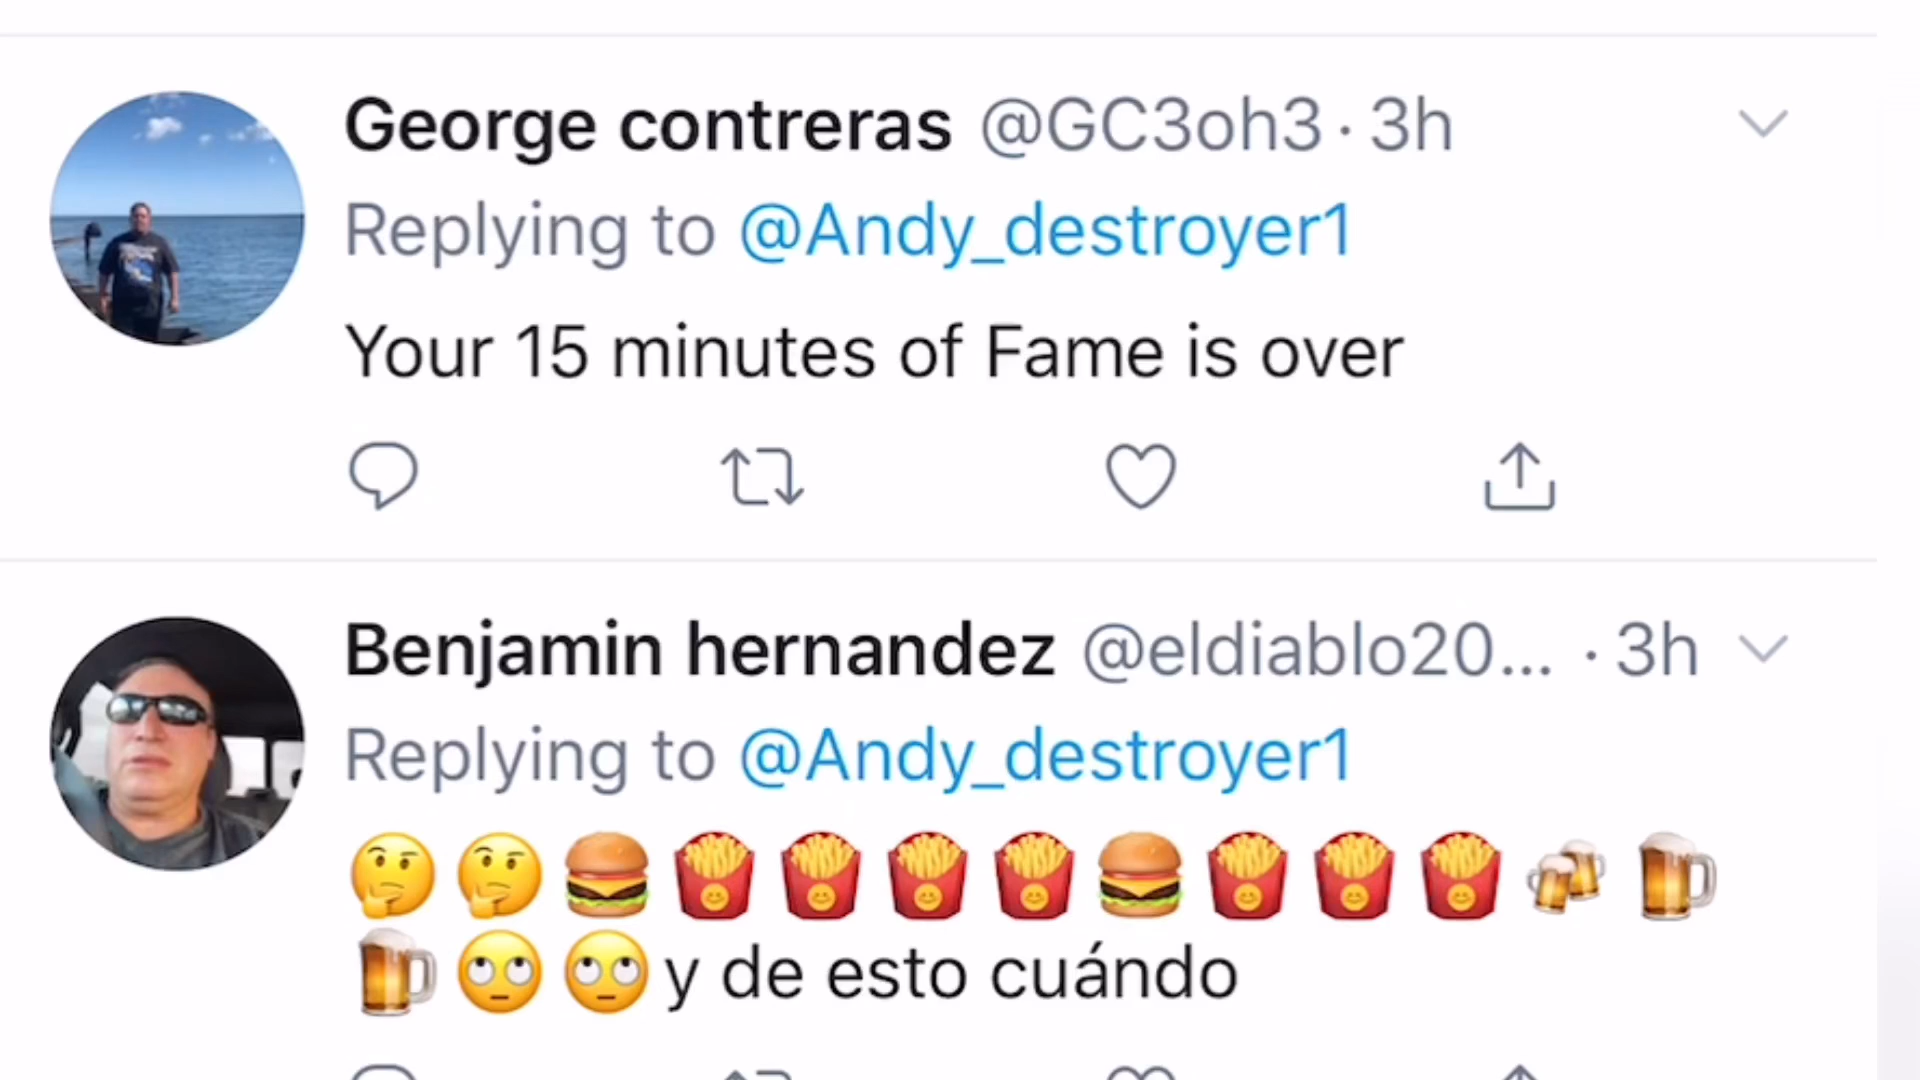 George contreras @GC3oh3 · 3h
Replying to @Andy_destroyer1
Your 15 minutes of Fame is over
Benjamin hernandez @eldiablo20... · 3h
Replying to @Andy_destroyer1
🤔🤔🍔🍟🍟🍟🍟🍔🍟🍟🍟🍻🍺
🍺🙄🙄 y de esto cuándo